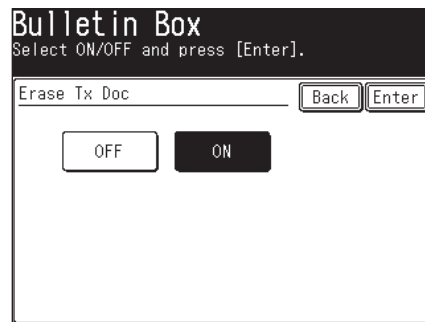 Bulletin Box
Select ON/OFF and press [Enter].
Erase Tx Doc
Back Enter
OFF ON